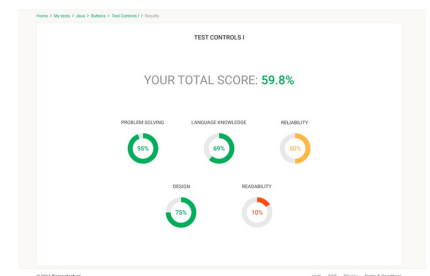 Home > My tests > Java > Buttons > Test Controls I > Results
TEST CONTROLS I
YOUR TOTAL SCORE: 59.8%
PROBLEM SOLVING LANGUAGE KNOWLEDGE RELIABILITY
95% 69% 50%
DESIGN READABILITY
75% 10%